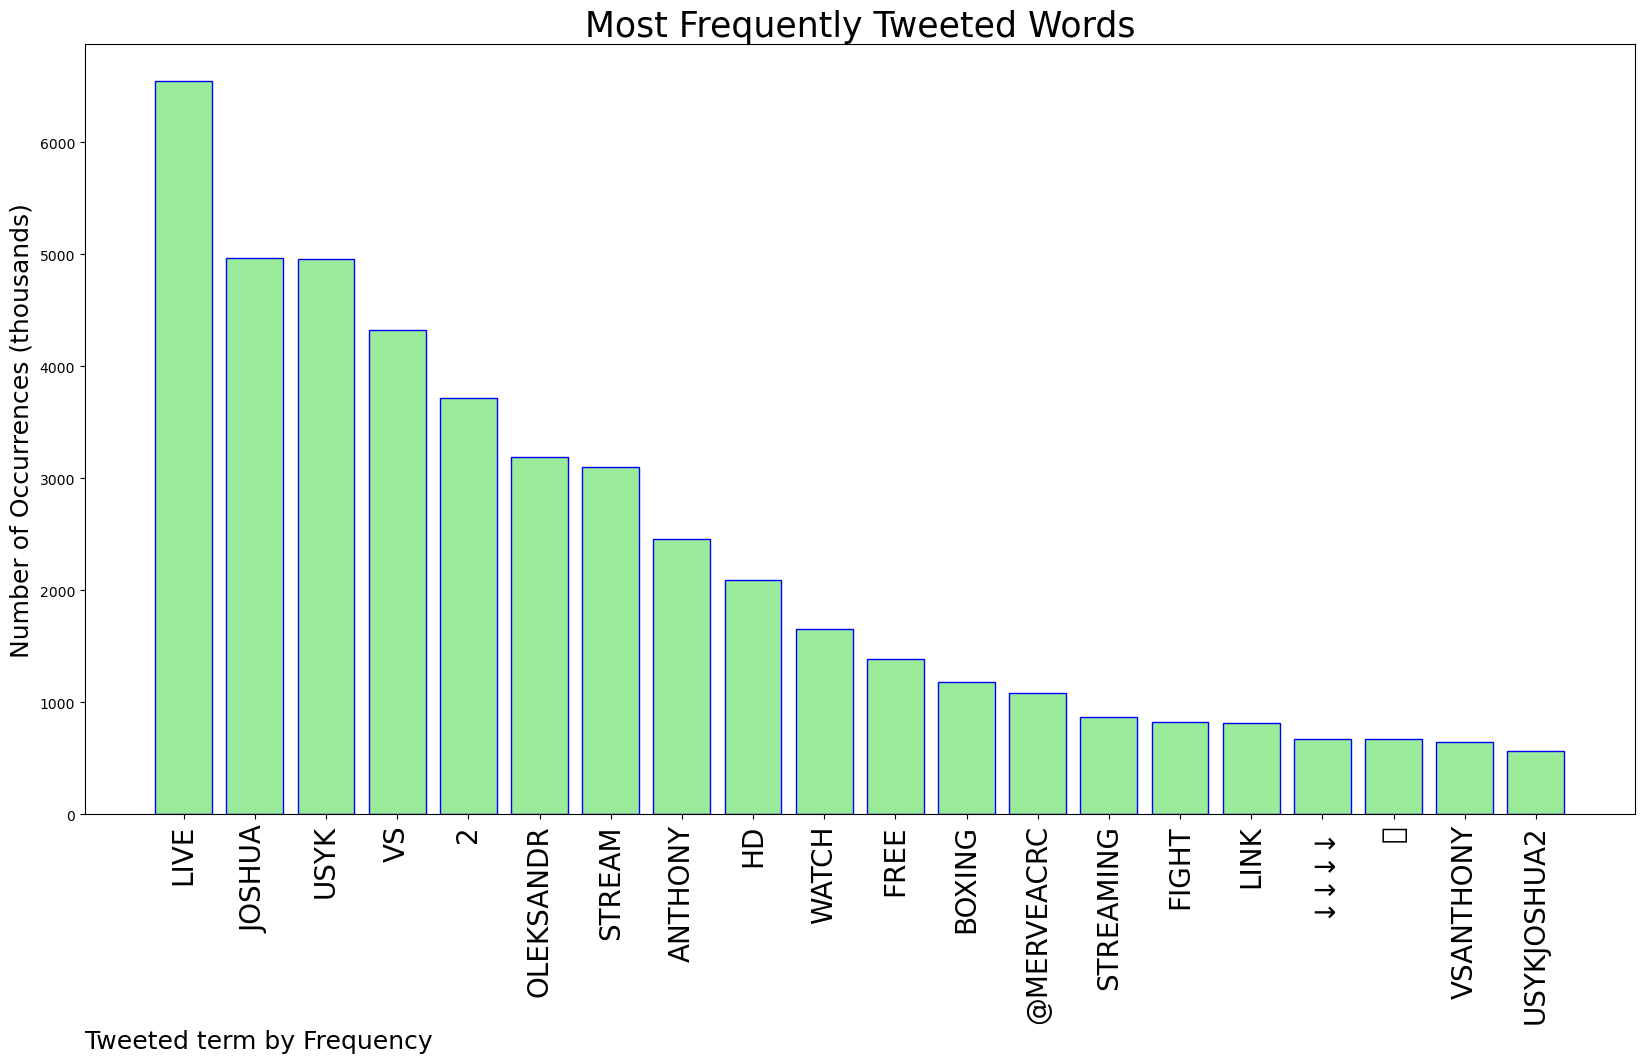 Most Frequently Tweeted Words
Number of Occurrences (thousands)
6000
5000
4000
3000
2000
1000
0
LIVE
JOSHUA
USYK
VS
2
OLEKSANDR
STREAM
ANTHONY
HD
WATCH
FREE
BOXING
@MERVEACRC
STREAMING
FIGHT
LINK
↓↓↓↓
VSANTHONY
USYKJOSHUA2
Tweeted term by Frequency